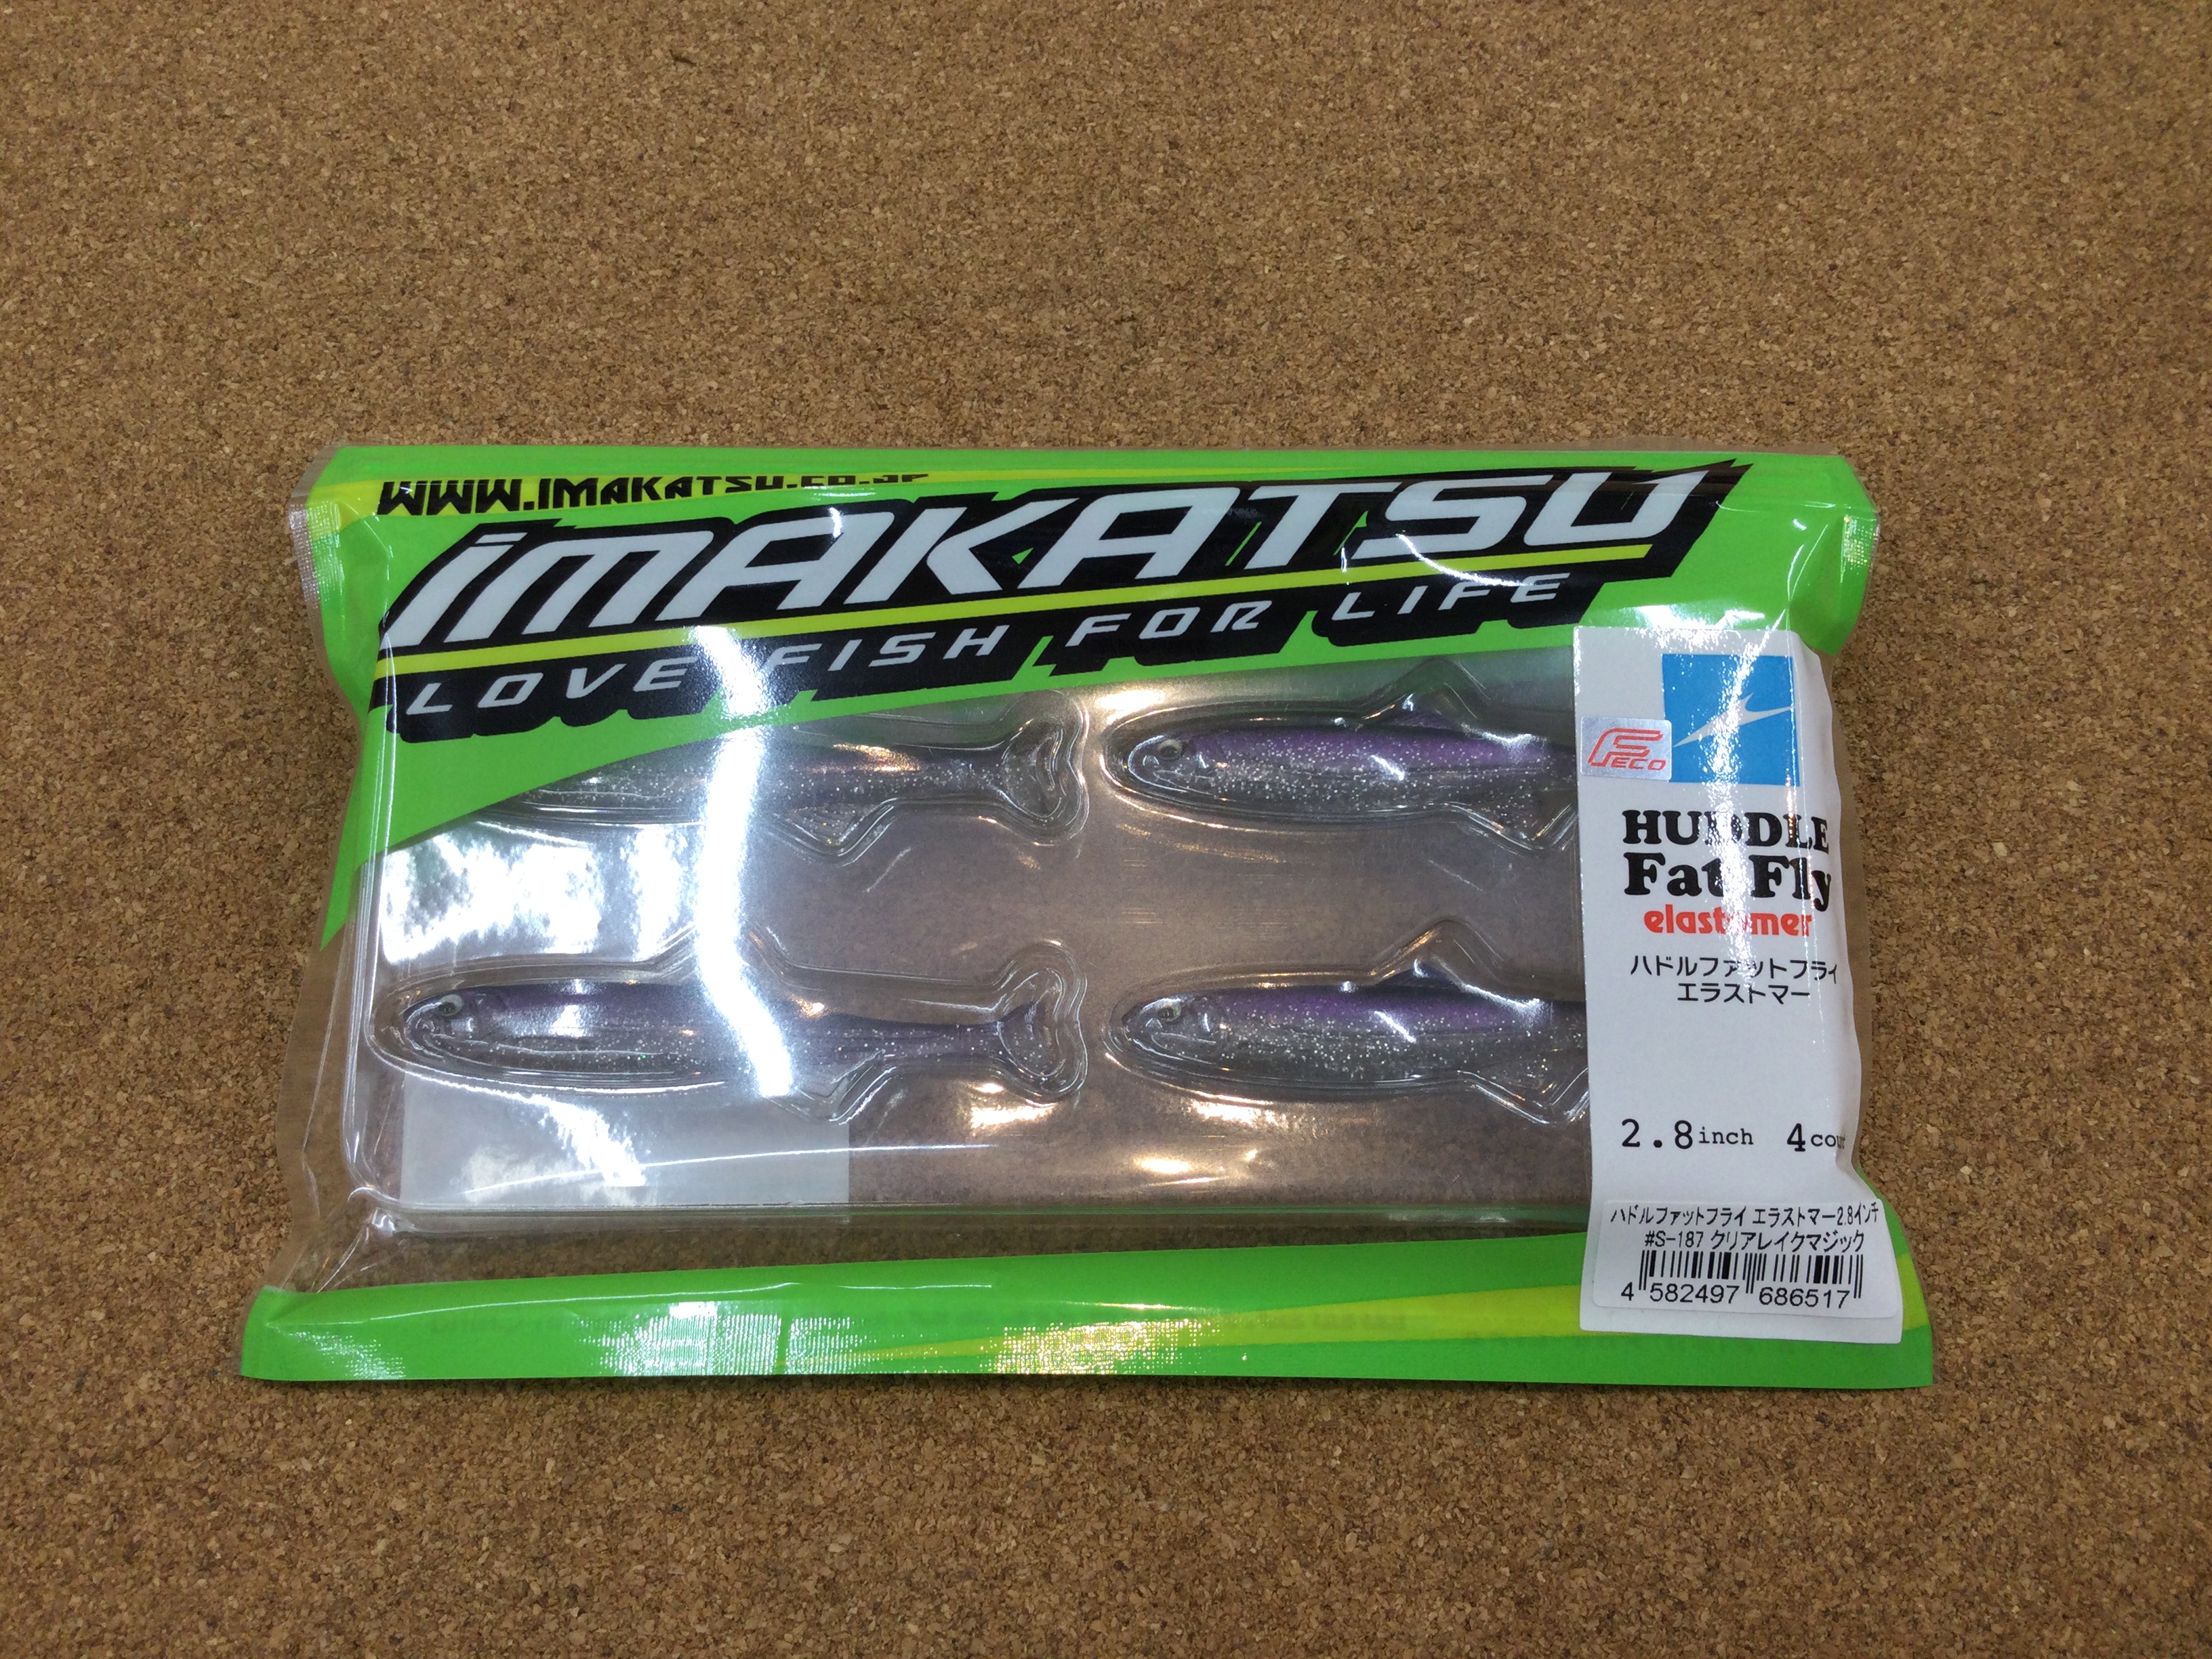 WWW.IMAKATSU.CO.JP
IMAKATSU
LOVE FISH FOR LIFE
FECO
HUDDLE
Fat Fly
elastomer
ハドルファットフライ
エラストマー
2.8inch 4
ハドルファットフライ エラストマー2.8インチ
#S-187 クリアレイクマジック
4 582497 686517